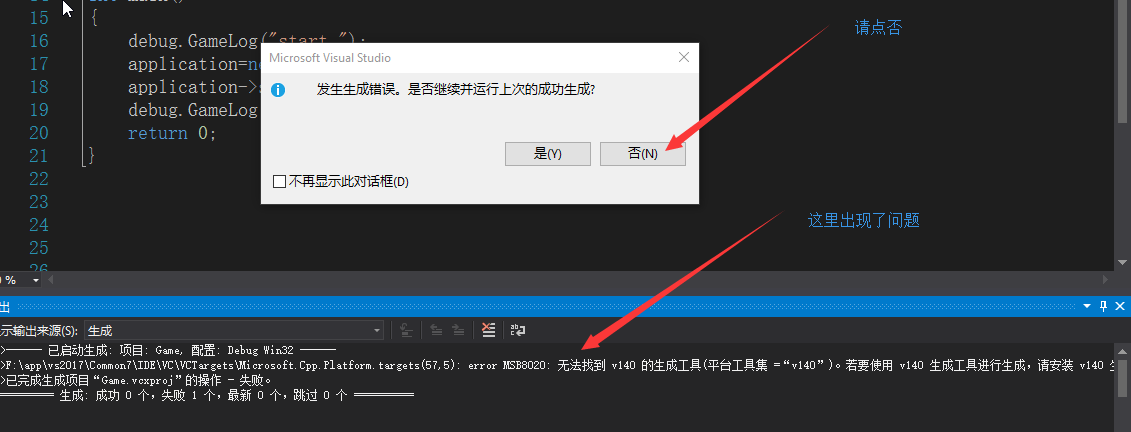 15 {
16 debug.GameLog("start ");
17 application=ne
18 application->s
19 debug.GameLog
20 return 0;
21 }
22
23
24
25
26
Microsoft Visual Studio
发生生成错误。是否继续并运行上次的成功生成?
是(Y) 否(N)
不再显示此对话框(D)
请点否
这里出现了问题
%
出
示输出来源(S): 生成
>------ 已启动生成: 项目: Game, 配置: Debug Win32 ------
>F:\app\vs2017\Common7\IDE\VC\VCTargets\Microsoft.Cpp.Platform.targets(57,5): error MSB8020: 无法找到 v140 的生成工具(平台工具集 =“v140”)。若要使用 v140 生成工具进行生成，请安装 v140 生
>已完成生成项目“Game.vcxproj”的操作 - 失败。
========== 生成: 成功 0 个，失败 1 个，最新 0 个，跳过 0 个 ==========